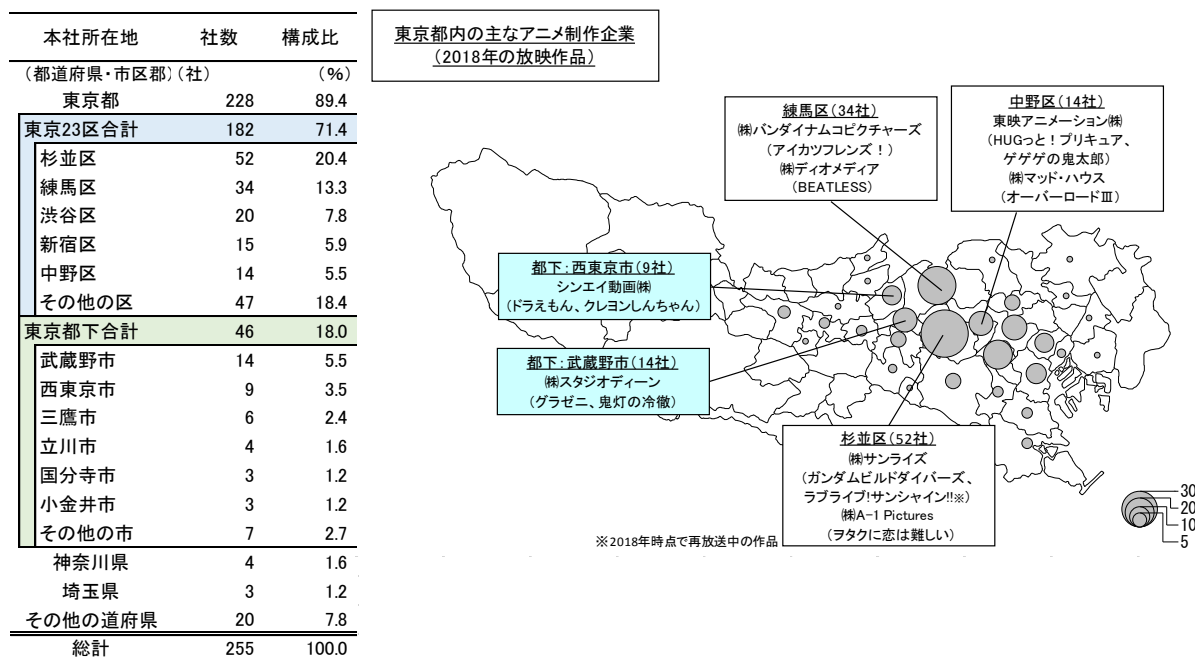 本社所在地 社数 構成比
（都道府県・市区郡）（社） （%）
東京都 228 89.4
東京23区合計 182 71.4
杉並区 52 20.4
練馬区 34 13.3
渋谷区 20 7.8
新宿区 15 5.9
中野区 14 5.5
その他の区 47 18.4
東京都下合計 46 18.0
武蔵野市 14 5.5
西東京市 9 3.5
三鷹市 6 2.4
立川市 4 1.6
国分寺市 3 1.2
小金井市 3 1.2
その他の市 7 2.7
神奈川県 4 1.6
埼玉県 3 1.2
その他の道府県 20 7.8
総計 255 100.0
東京都内の主なアニメ制作企業
（2018年の放映作品）
練馬区（34社）
㈱バンダイナムコピクチャーズ
（アイカツフレンズ！）
㈱ディオメディア
（BEATLESS）
中野区（14社）
東映アニメーション㈱
（HUGっと！プリキュア、
ゲゲゲの鬼太郎）
㈱マッド・ハウス
（オーバーロードⅢ）
都下：西東京市（9社）
シンエイ動画㈱
（ドラえもん、クレヨンしんちゃん）
都下：武蔵野市（14社）
㈱スタジオディーン
（グラゼニ、鬼灯の冷徹）
杉並区（52社）
㈱サンライズ
（ガンダムビルドダイバーズ、
ラブライブ!サンシャイン!!※）
㈱A-1 Pictures
（ヲタクに恋は難しい）
※2018年時点で再放送中の作品
30
20
10
5